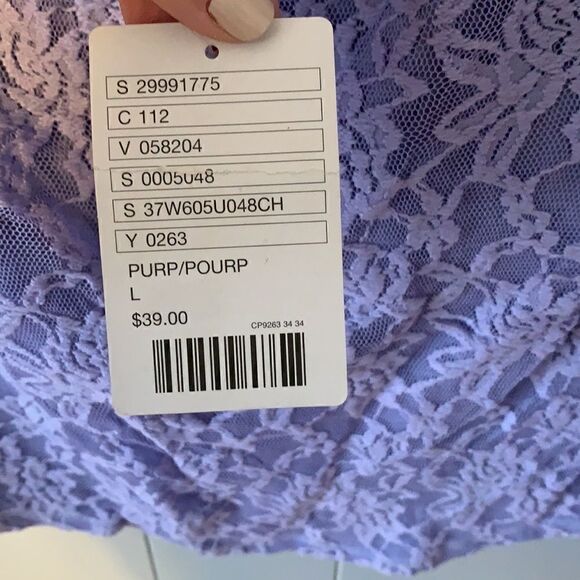 S 29991775
C 112
V 058204
S 0005048
S 37W605U048CH
Y 0263
PURP/POURP
L
$39.00
CP9263 34 34